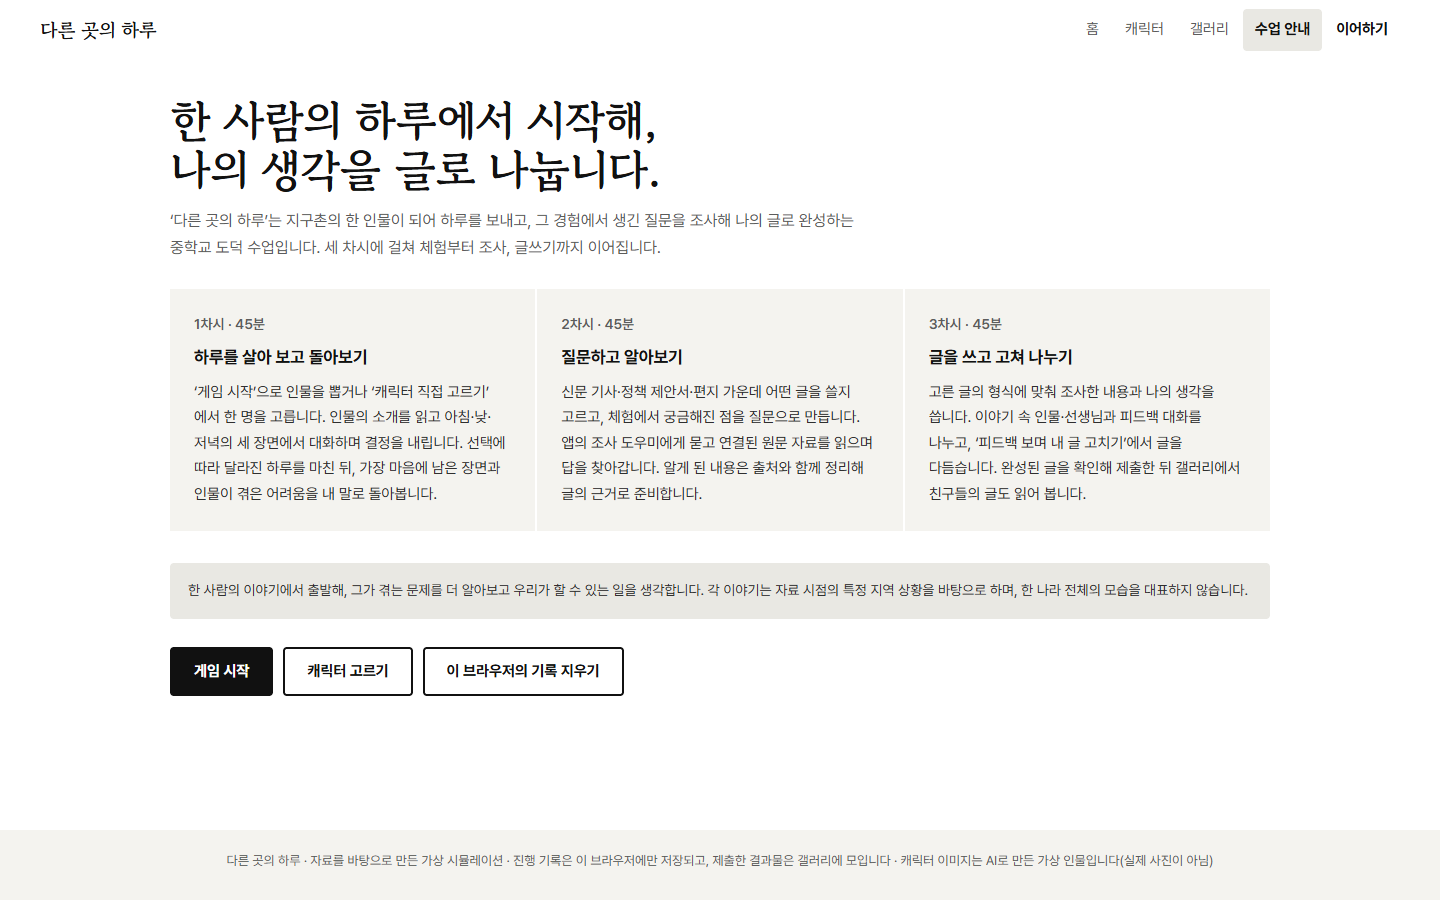 다른 곳의 하루
홈 캐릭터 갤러리 수업 안내 이어하기
한 사람의 하루에서 시작해,
나의 생각을 글로 나눕니다.
‘다른 곳의 하루’는 지구촌의 한 인물이 되어 하루를 보내고, 그 경험에서 생긴 질문을 조사해 나의 글로 완성하는
중학교 도덕 수업입니다. 세 차시에 걸쳐 체험부터 조사, 글쓰기까지 이어집니다.
1차시 · 45분
하루를 살아 보고 돌아보기
‘게임 시작’으로 인물을 뽑거나 ‘캐릭터 직접 고르기’
에서 한 명을 고릅니다. 인물의 소개를 읽고 아침·낮·
저녁의 세 장면에서 대화하며 결정을 내립니다. 선택에
따라 달라진 하루를 마친 뒤, 가장 마음에 남은 장면과
인물이 겪은 어려움을 내 말로 돌아봅니다.
2차시 · 45분
질문하고 알아보기
신문 기사·정책 제안서·편지 가운데 어떤 글을 쓸지
고르고, 체험에서 궁금해진 점을 질문으로 만듭니다.
앱의 조사 도우미에게 묻고 연결된 원문 자료를 읽으며
답을 찾아갑니다. 알게 된 내용은 출처와 함께 정리해
글의 근거로 준비합니다.
3차시 · 45분
글을 쓰고 고쳐 나누기
고른 글의 형식에 맞춰 조사한 내용과 나의 생각을
씁니다. 이야기 속 인물·선생님과 피드백 대화를
나누고, ‘피드백 보며 내 글 고치기’에서 글을
다듬습니다. 완성된 글을 확인해 제출한 뒤 갤러리에서
친구들의 글도 읽어 봅니다.
한 사람의 이야기에서 출발해, 그가 겪는 문제를 더 알아보고 우리가 할 수 있는 일을 생각합니다. 각 이야기는 자료 시점의 특정 지역 상황을 바탕으로 하며, 한 나라 전체의 모습을 대표하지 않습니다.
게임 시작 캐릭터 고르기 이 브라우저의 기록 지우기
다른 곳의 하루 · 자료를 바탕으로 만든 가상 시뮬레이션 · 진행 기록은 이 브라우저에만 저장되고, 제출한 결과물은 갤러리에 모입니다 · 캐릭터 이미지는 AI로 만든 가상 인물입니다(실제 사진이 아님)